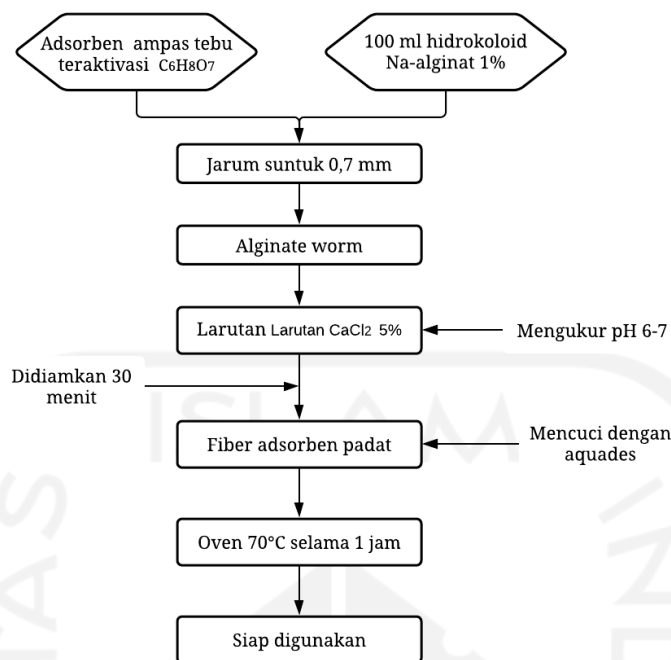 Adsorben ampas tebu
teraktivasi C6H8O7
100 ml hidrokoloid
Na-alginat 1%
Jarum suntuk 0,7 mm
Alginate worm
Larutan Larutan CaCl2 5%
Mengukur pH 6-7
Didiamkan 30
menit
Fiber adsorben padat
Mencuci dengan
aquades
Oven 70°C selama 1 jam
Siap digunakan
ISLAM